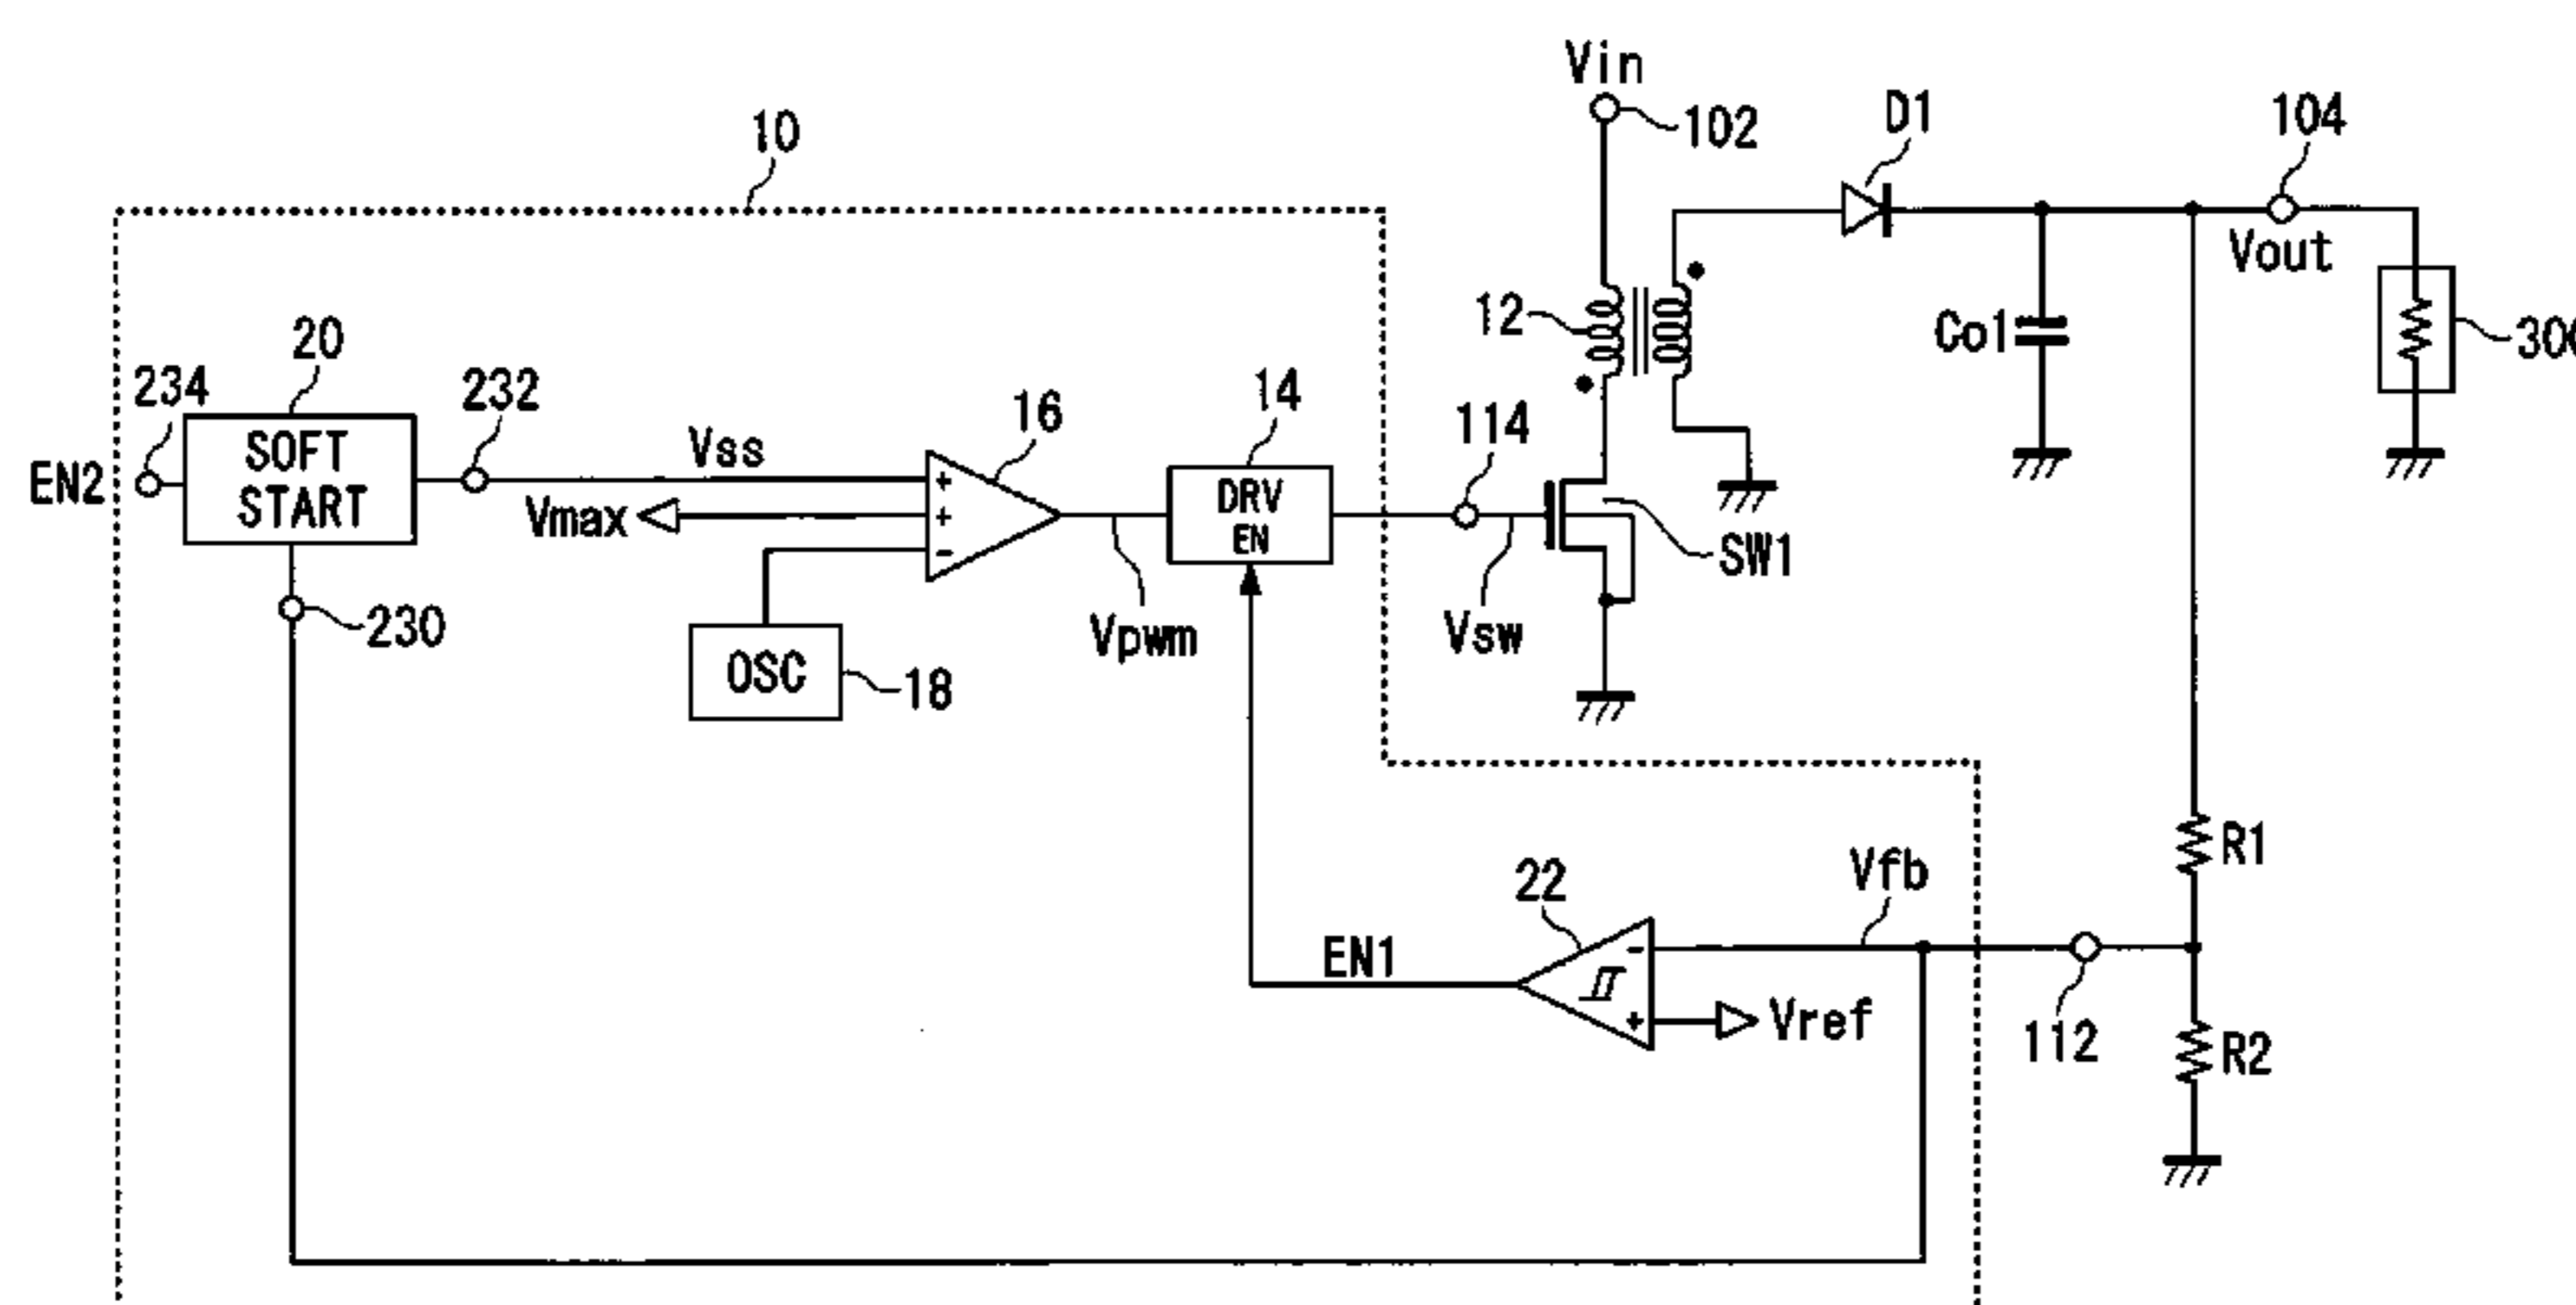 Vin
102
D1
104
10
Vout
12
Co1
20
234
232
16
14
114
SOFT
START
EN2
Vss
Vmax
+
+
-
DRV
EN
SW1
230
Vpwm
Vsw
OSC
18
R1
22
Vfb
EN1
-
+
Vref
112
R2